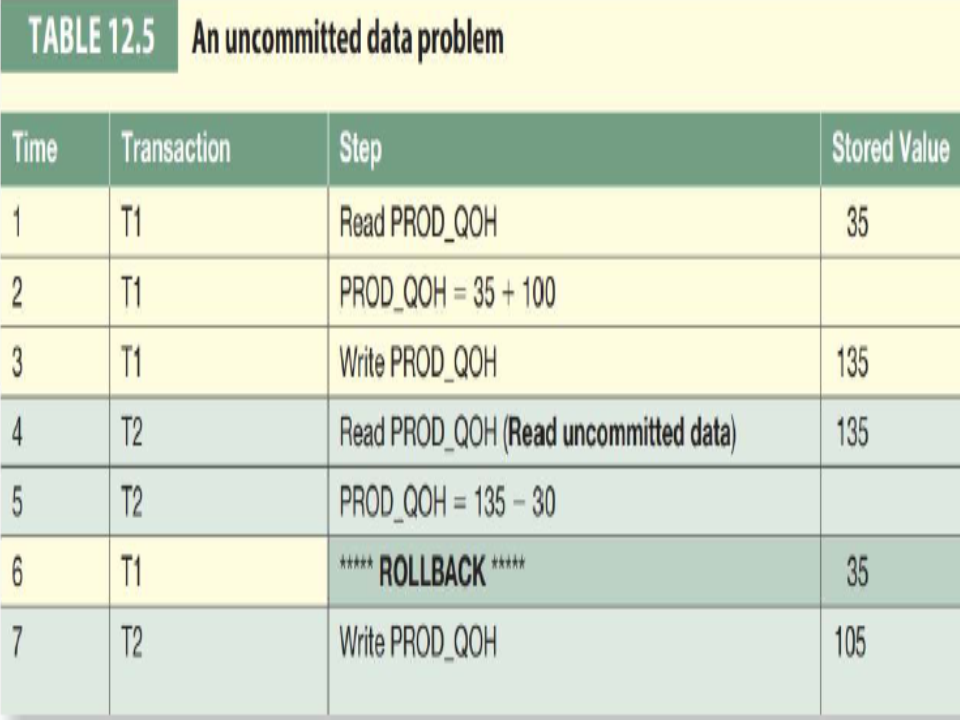 TABLE 12.5 An uncommitted data problem
Time Transaction Step Stored Value
1 T1 Read PROD_QOH 35
2 T1 PROD_QOH = 35 + 100
3 T1 Write PROD_QOH 135
4 T2 Read PROD_QOH (Read uncommitted data) 135
5 T2 PROD_QOH = 135 − 30
6 T1 ***** ROLLBACK ***** 35
7 T2 Write PROD_QOH 105